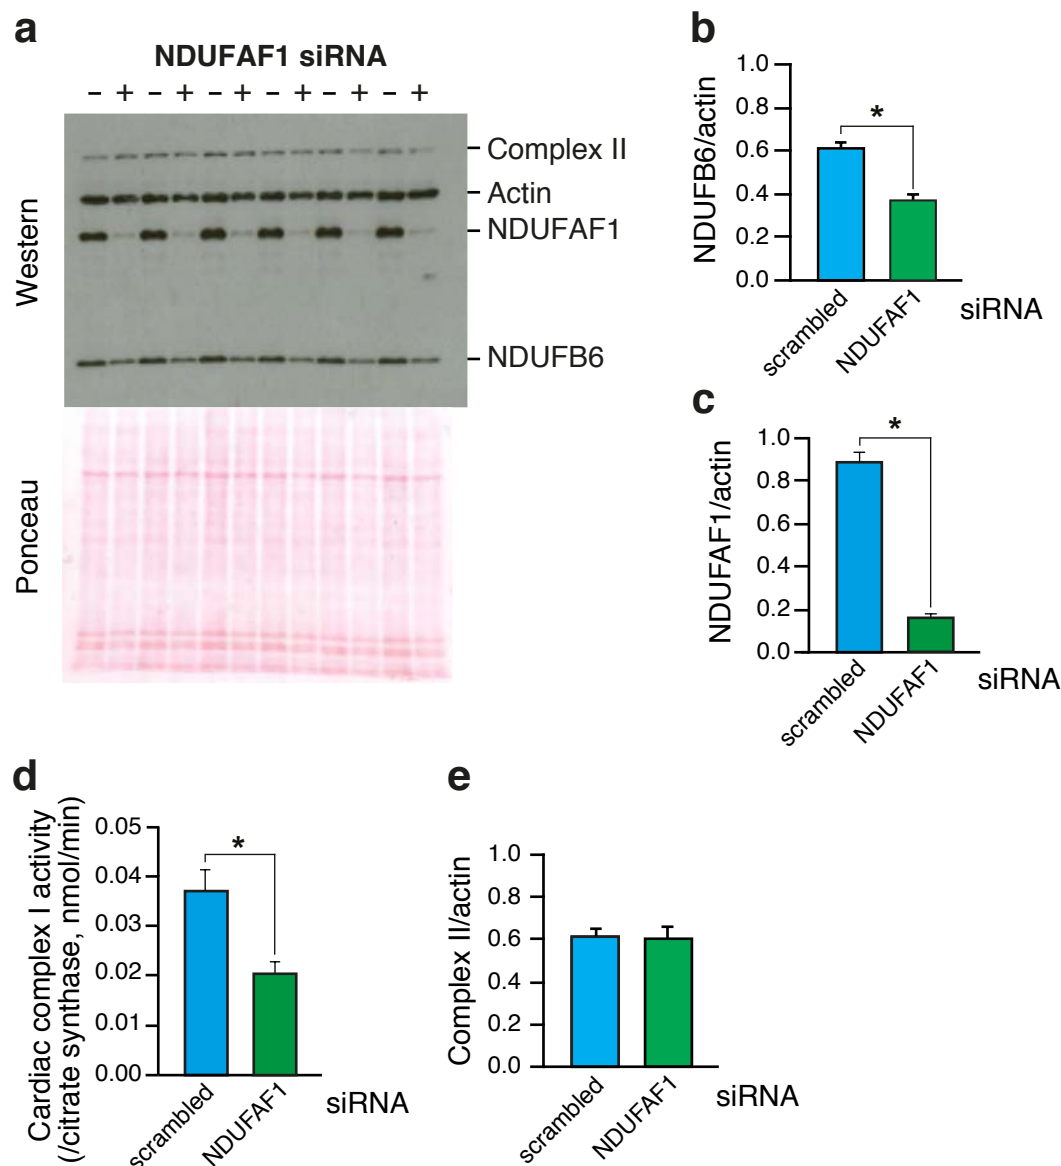 a
NDUFAF1 siRNA
– + – + – + – + – + – +
Western
Complex II
Actin
NDUFAF1
NDUFB6
Ponceau
b
NDUFB6/actin
1.0
0.8
0.6
0.4
0.2
0.0
*
scrambled
NDUFAF1
siRNA
c
NDUFAF1/actin
1.0
0.8
0.6
0.4
0.2
0.0
*
scrambled
NDUFAF1
siRNA
d
Cardiac complex I activity
(/citrate synthase, nmol/min)
0.05
0.04
0.03
0.02
0.01
0.00
*
scrambled
NDUFAF1
siRNA
e
Complex II/actin
1.0
0.8
0.6
0.4
0.2
0.0
scrambled
NDUFAF1
siRNA